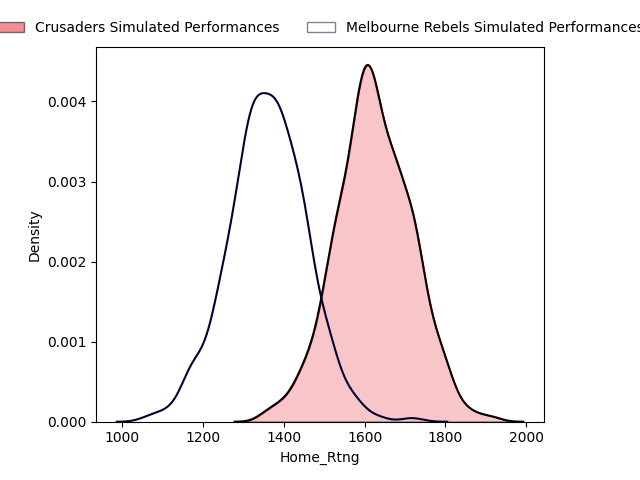 Crusaders Simulated Performances Melbourne Rebels Simulated Performances
0.004
0.003
0.002
0.001
0.000
Density
1000 1200 1400 1600 1800 2000
Home_Rtng